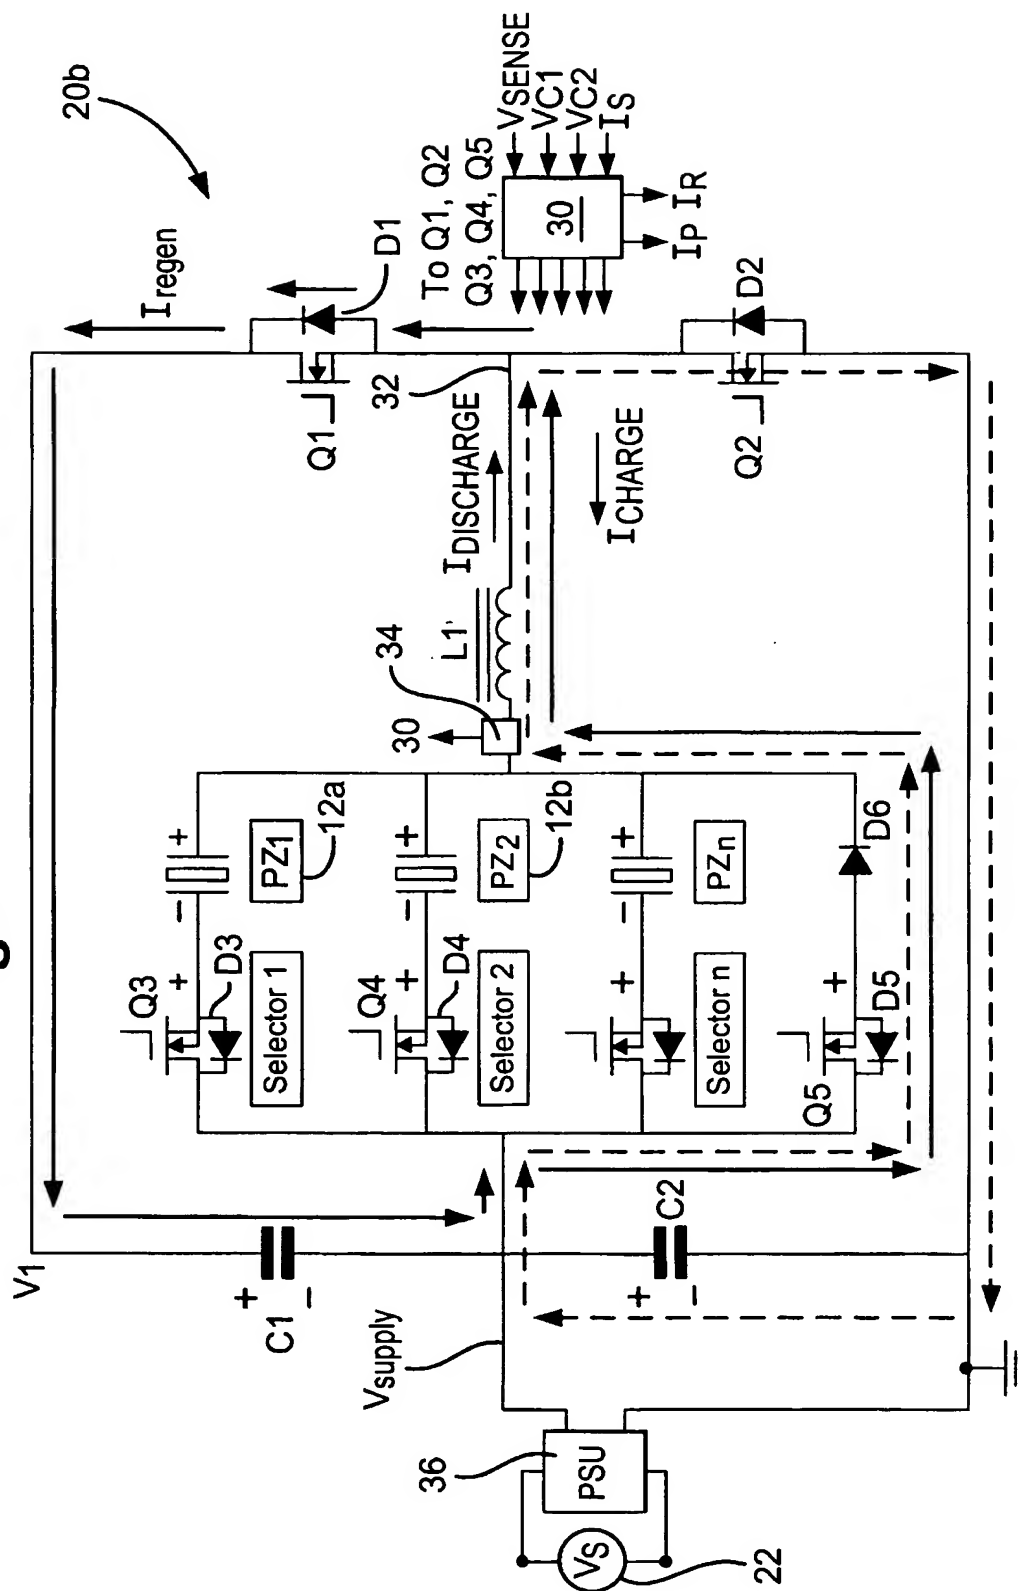 20b
Iregen
D1
To Q1, Q2
Q3, Q4, Q5
VSENSE
VC1
VC2
IS
30
IP
IR
D2
Q1
32
Q2
IDISCHARGE
ICHARGE
L1'
34
30
+
-
PZ1
12a
Q3
+
D3
Selector 1
+
-
PZ2
12b
Q4
+
D4
Selector 2
+
-
PZn
+
Selector n
D6
Q5
+
D5
V1
+
-
C1
C2
+
-
Vsupply
36
PSU
VS
22